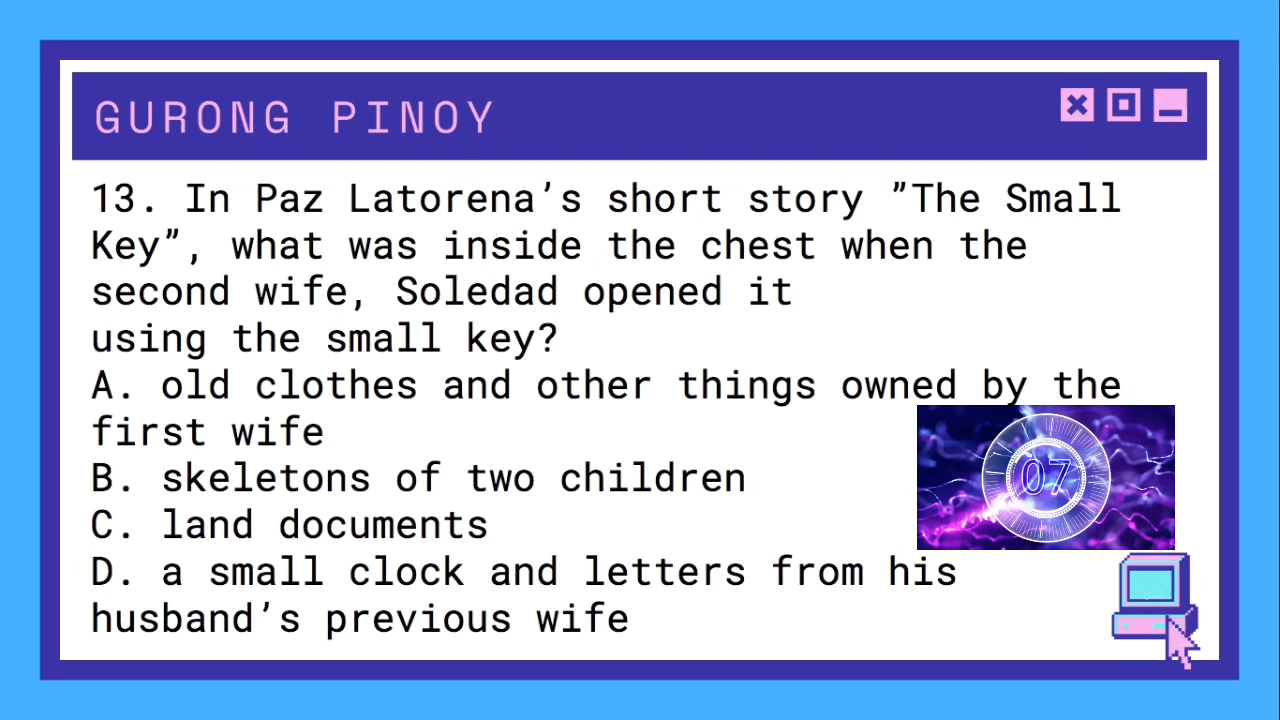 GURONG PINOY
13. In Paz Latorena’s short story ”The Small
Key”, what was inside the chest when the
second wife, Soledad opened it
using the small key?
A. old clothes and other things owned by the
first wife
07
B. skeletons of two children
C. land documents
D. a small clock and letters from his
husband’s previous wife